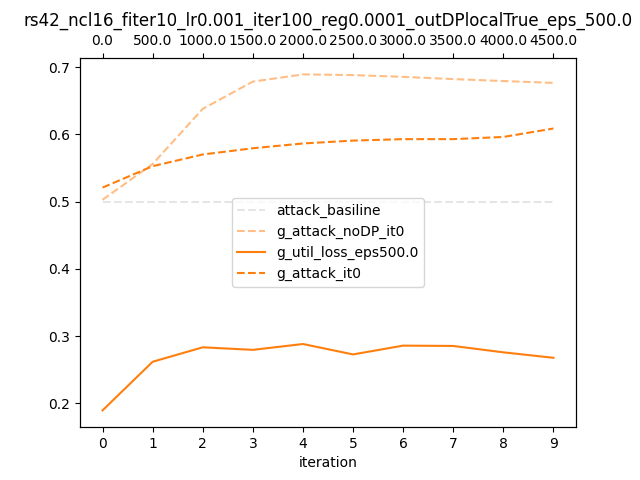 rs42_ncl16_fiter10_lr0.001_iter100_reg0.0001_outDPlocalTrue_eps_500.0
0.0 500.0 1000.0 1500.0 2000.0 2500.0 3000.0 3500.0 4000.0 4500.0
0.7
0.6
0.5
0.4
0.3
0.2
attack_basiline
g_attack_noDP_it0
g_util_loss_eps500.0
g_attack_it0
0 1 2 3 4 5 6 7 8 9
iteration